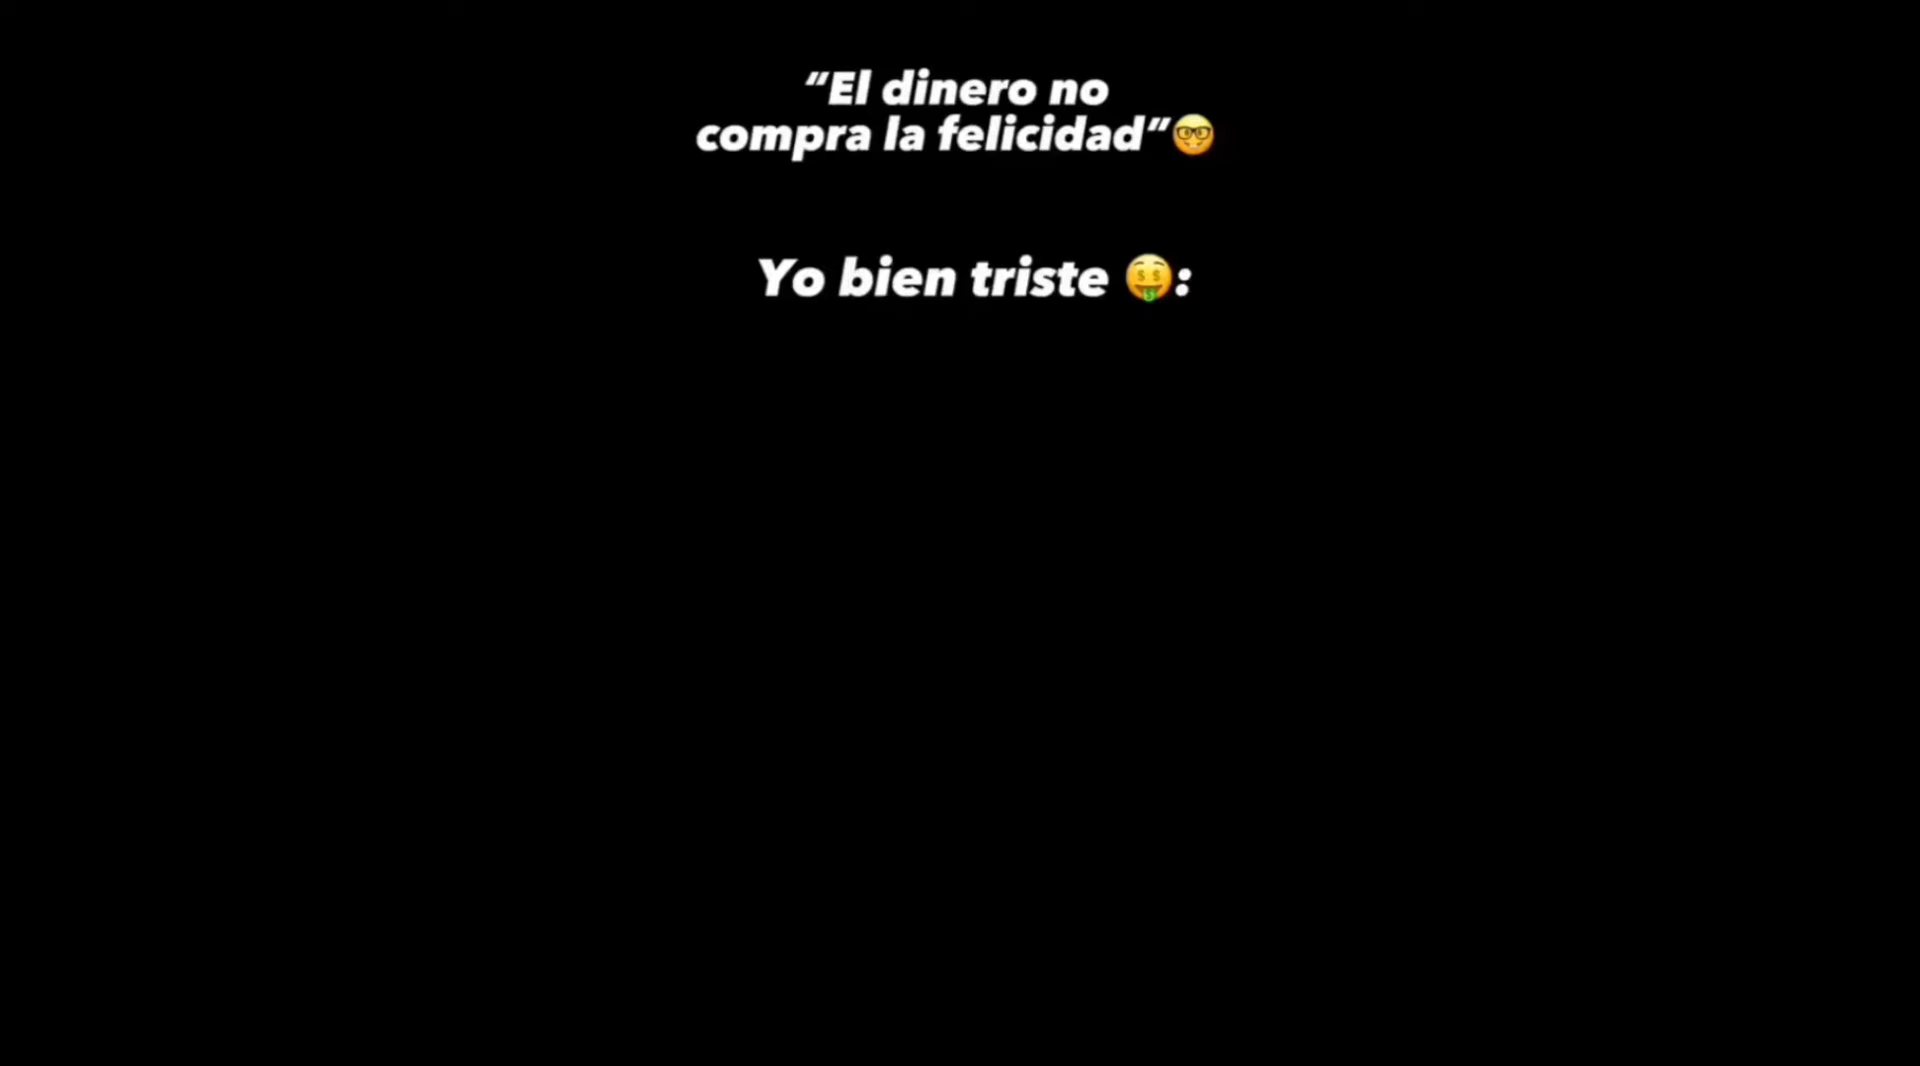 “El dinero no
compra la felicidad”🤓
Yo bien triste 🤑: